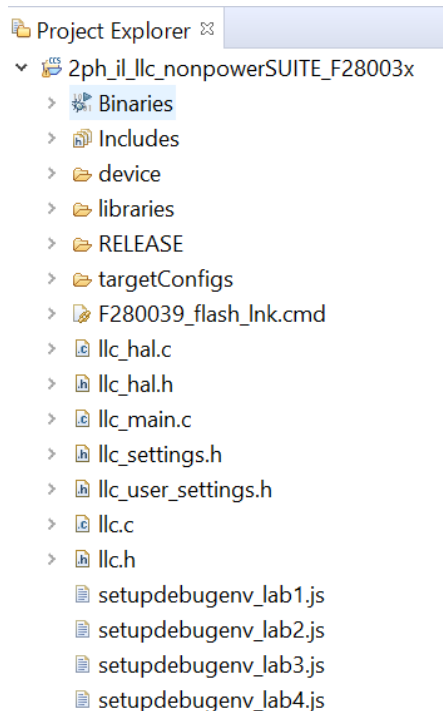 Project Explorer
2ph_il_llc_nonpowerSUITE_F28003x
Binaries
Includes
device
libraries
RELEASE
targetConfigs
F280039_flash_lnk.cmd
llc_hal.c
llc_hal.h
llc_main.c
llc_settings.h
llc_user_settings.h
llc.c
llc.h
setupdebugenv_lab1.js
setupdebugenv_lab2.js
setupdebugenv_lab3.js
setupdebugenv_lab4.js